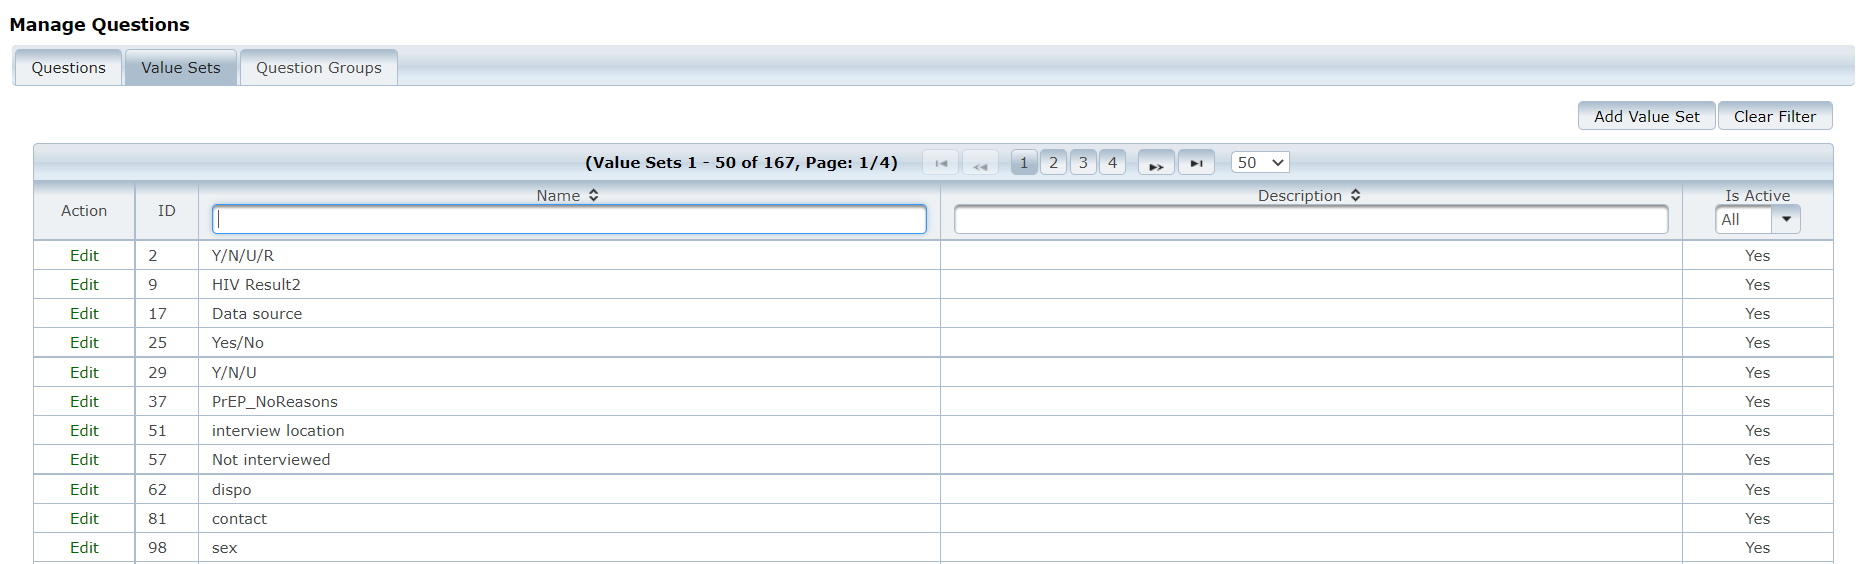 Manage Questions
Questions Value Sets Question Groups
Add Value Set Clear Filter
(Value Sets 1 - 50 of 167, Page: 1/4) 1 2 3 4 50
Action ID Name Description Is Active
All
Edit 2 Y/N/U/R Yes
Edit 9 HIV Result2 Yes
Edit 17 Data source Yes
Edit 25 Yes/No Yes
Edit 29 Y/N/U Yes
Edit 37 PrEP_NoReasons Yes
Edit 51 interview location Yes
Edit 57 Not interviewed Yes
Edit 62 dispo Yes
Edit 81 contact Yes
Edit 98 sex Yes